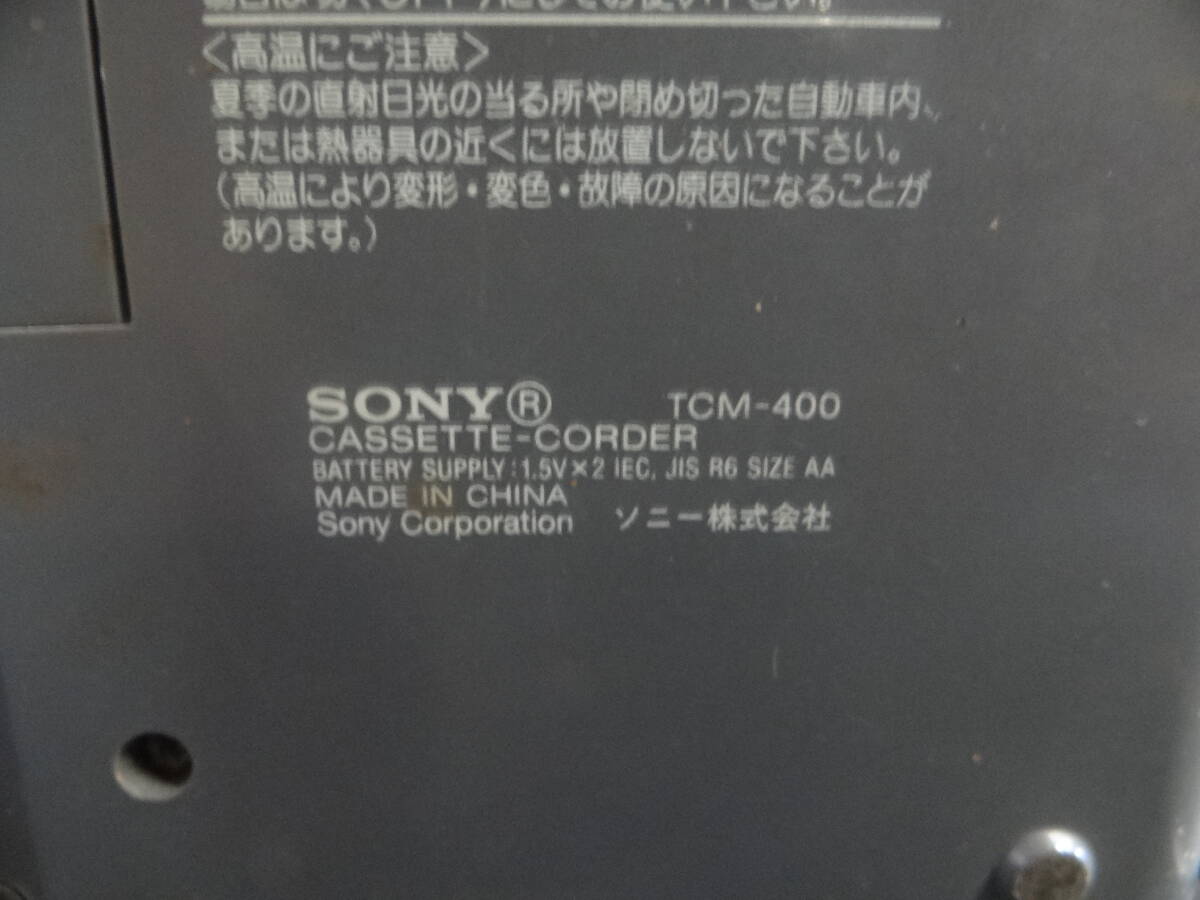 <高温にご注意>
夏季の直射日光の当る所や閉め切った自動車内、
または熱器具の近くには放置しないで下さい。
(高温により変形・変色・故障の原因になることが
あります。)
SONY® TCM-400
CASSETTE-CORDER
BATTERY SUPPLY:1.5V×2 IEC, JIS R6 SIZE AA
MADE IN CHINA
Sony Corporation ソニー株式会社